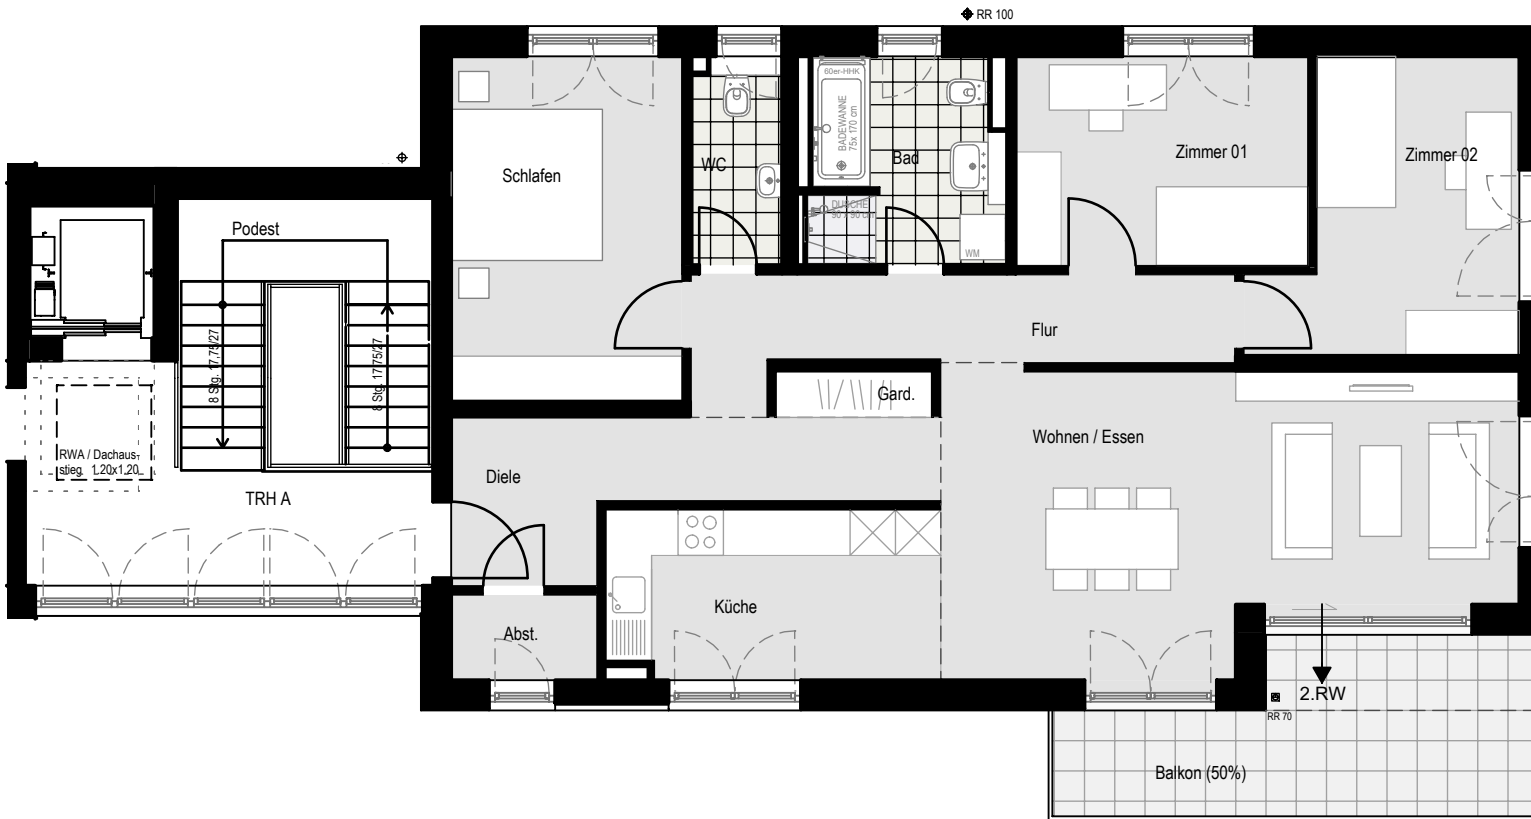 RR 100
60er-HHK
BADEWANNE
75x 170 cm
Schlafen
WC
Bad
Zimmer 01
Zimmer 02
DUSCHE
90 / 90 cm
WM
Podest
8 Stg. 17,75/27
8 Stg. 17,75/27
Flur
Gard.
Wohnen / Essen
RWA / Dachaus-
stieg 1,20x1,20
TRH A
Diele
Küche
Abst.
2.RW
RR 70
Balkon (50%)